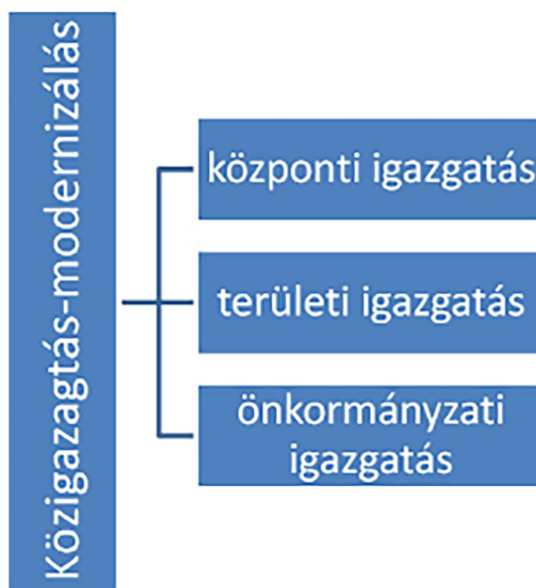 Közigazagtás-modernizálás
központi igazgatás
területi igazgatás
önkormányzati
igazgatás